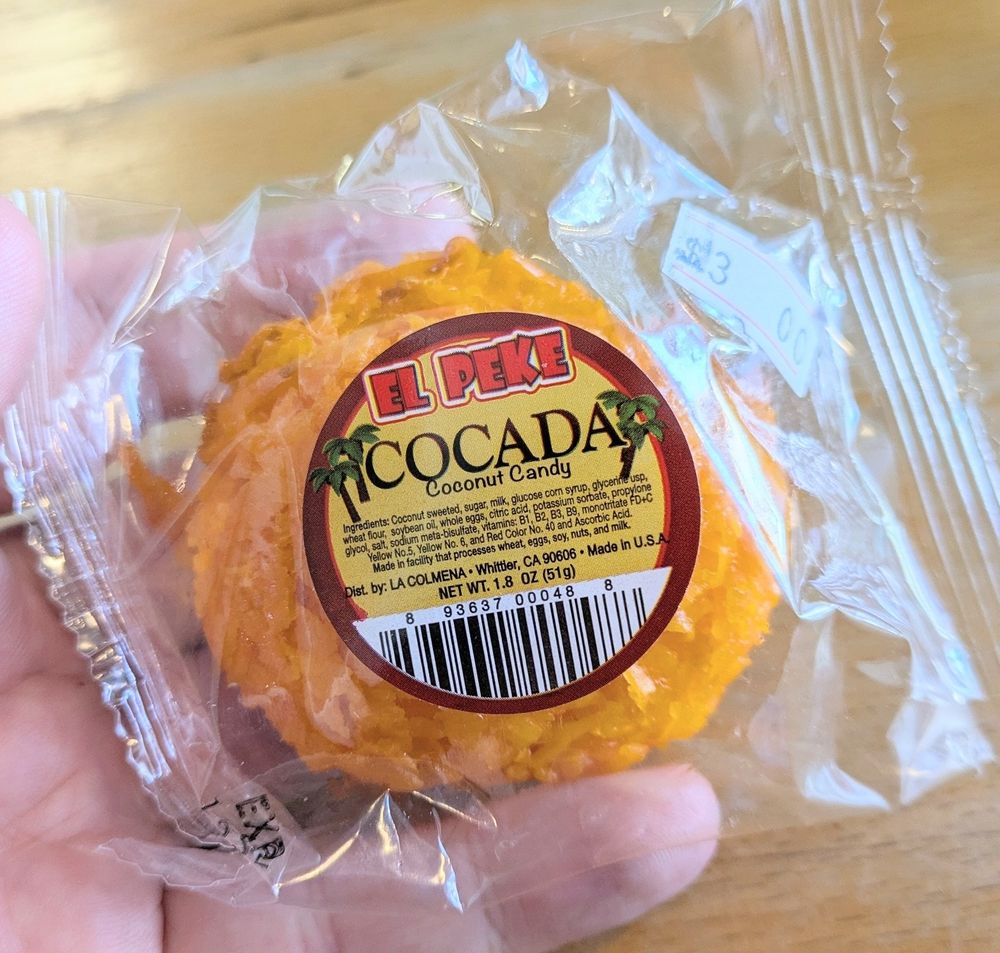 EL PEKE
COCADA
Coconut Candy
Ingredients: Coconut sweeted, sugar, milk, glucose corn syrup, glycerine usp,
wheat flour, soybean oil, whole eggs, citric acid, potassium sorbate, propylene
glycol, salt, sodium meta-bisulfate, vitamins: B1, B2, B3, B9, monotritate FD+C
Yellow No.5, Yellow No. 6, and Red Color No. 40 and Ascorbic Acid.
Made in facility that processes wheat, eggs, soy, nuts, and milk.
Dist. by: LA COLMENA • Whittier, CA 90606 • Made in U.S.A.
NET WT. 1.8 OZ (51g)
8 93637 00048 8
EXP